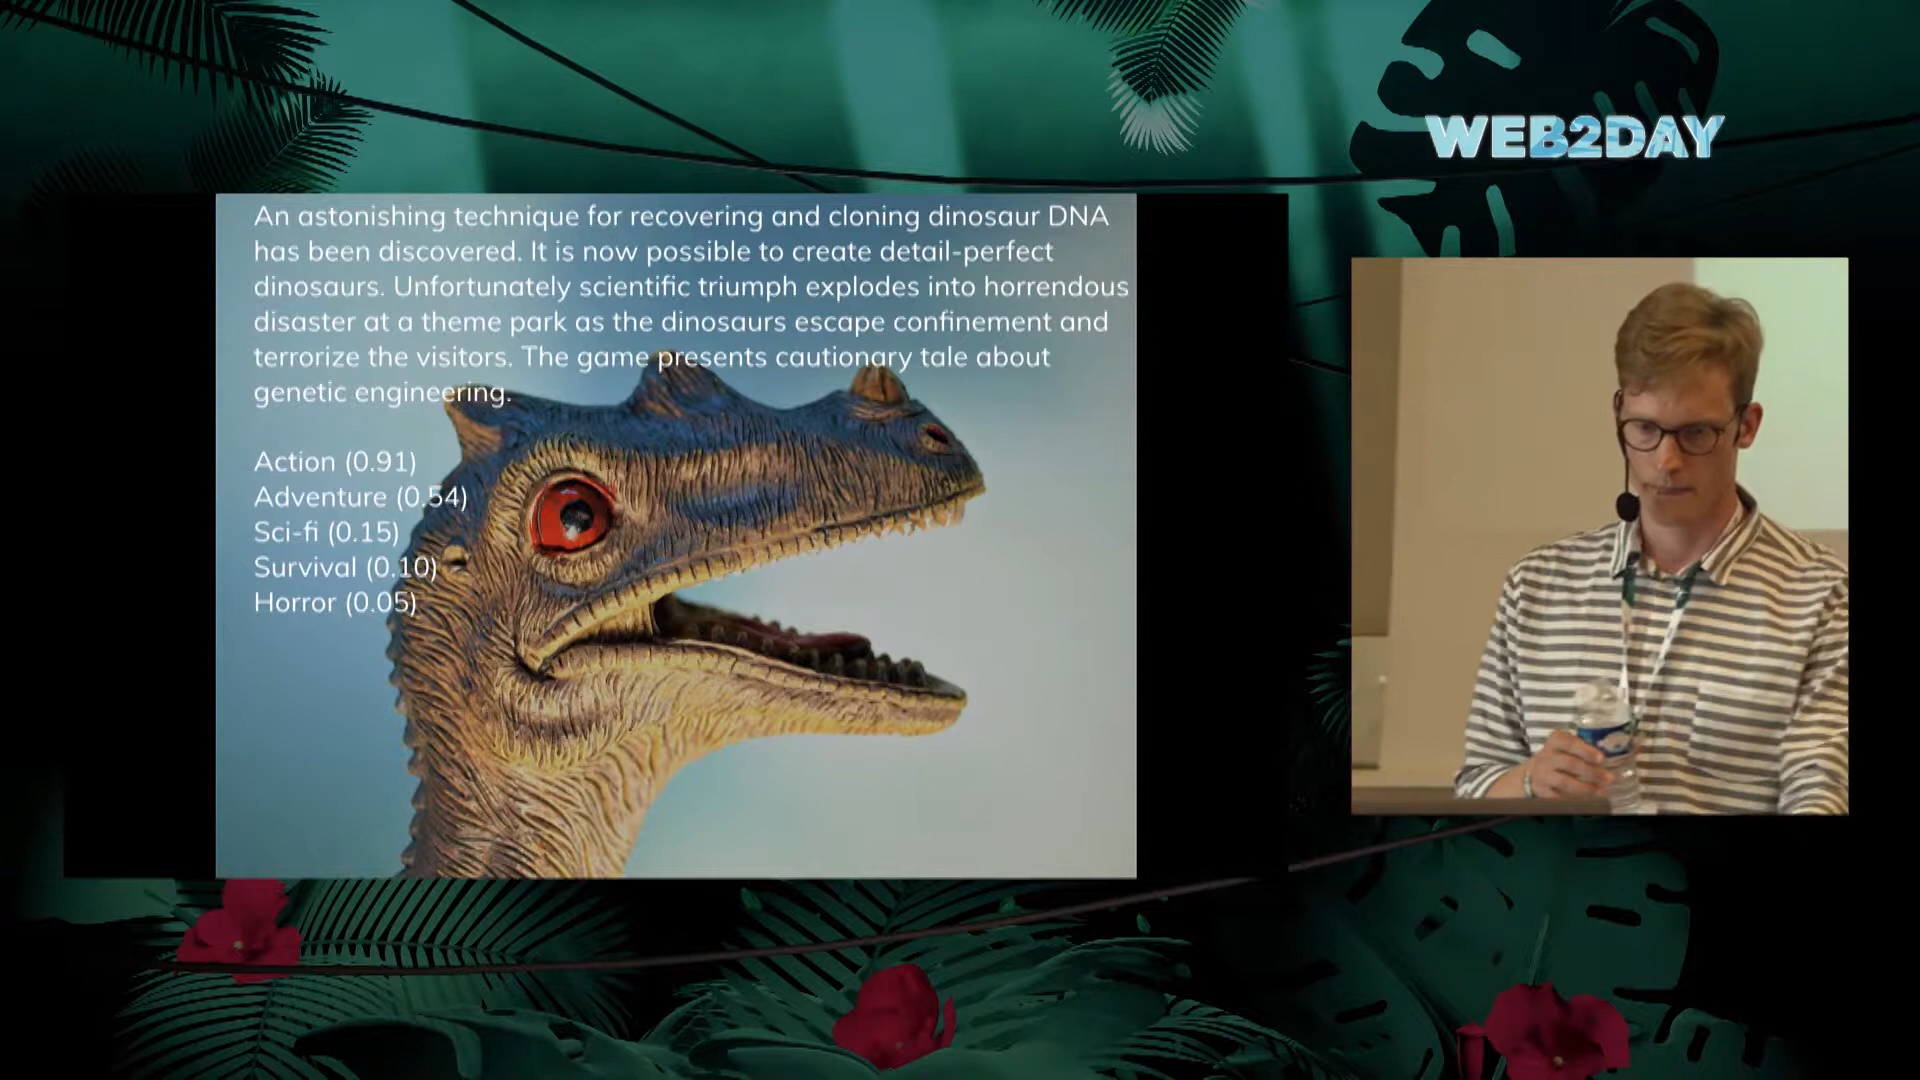 WEB2DAY
An astonishing technique for recovering and cloning dinosaur DNA
has been discovered. It is now possible to create detail-perfect
dinosaurs. Unfortunately scientific triumph explodes into horrendous
disaster at a theme park as the dinosaurs escape confinement and
terrorize the visitors. The game presents cautionary tale about
genetic engineering.
Action (0.91)
Adventure (0.54)
Sci-fi (0.15)
Survival (0.10)
Horror (0.05)